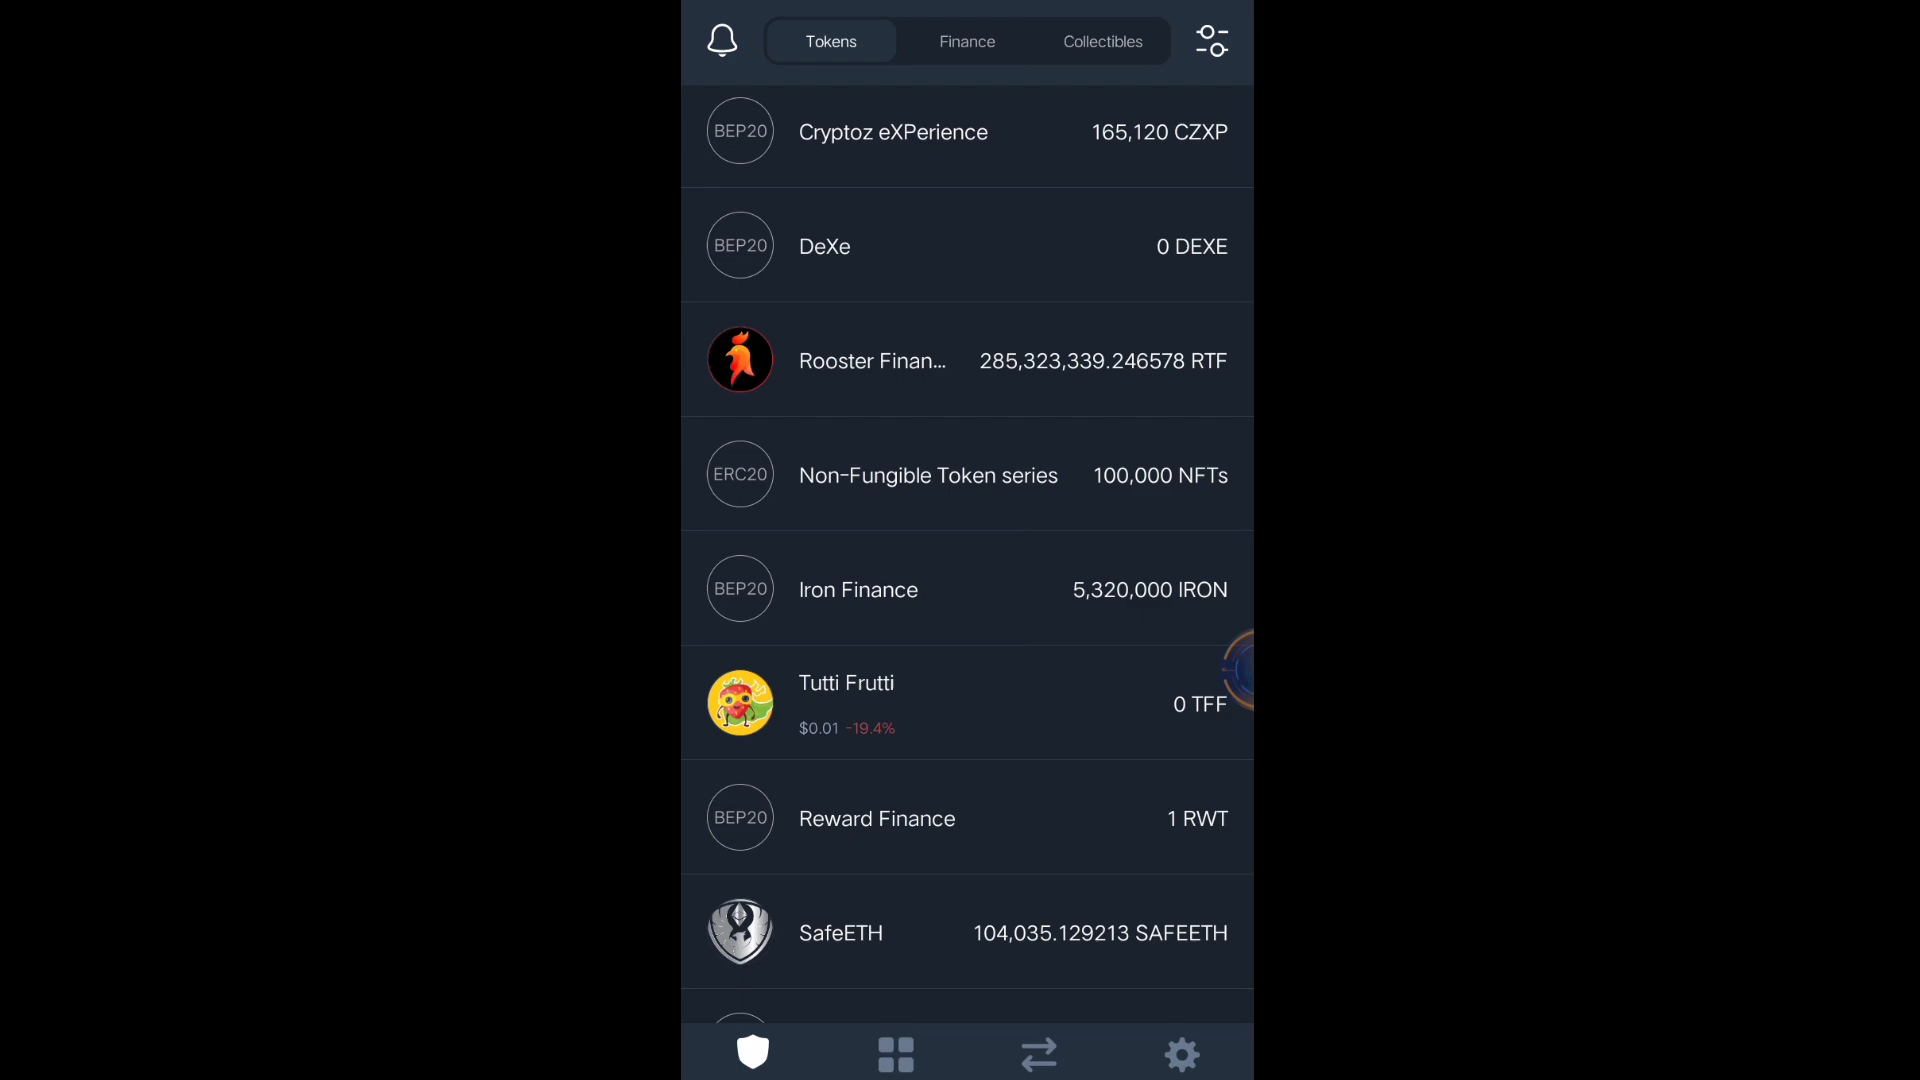 Tokens Finance Collectibles
BEP20 Cryptoz eXPerience 165,120 CZXP
BEP20 DeXe 0 DEXE
Rooster Finan... 285,323,339.246578 RTF
ERC20 Non-Fungible Token series 100,000 NFTs
BEP20 Iron Finance 5,320,000 IRON
Tutti Frutti
0 TFF
$0.01 -19.4%
BEP20 Reward Finance 1 RWT
SafeETH 104,035.129213 SAFEETH